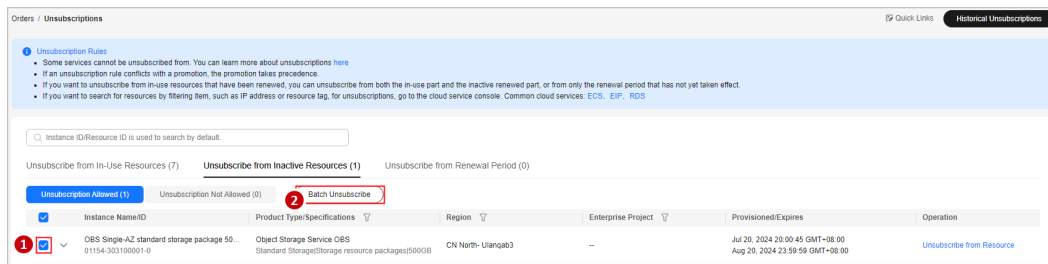 Orders / Unsubscriptions
Quick Links
Historical Unsubscriptions
Unsubscription Rules
• Some services cannot be unsubscribed from. You can learn more about unsubscriptions here
• If an unsubscription rule conflicts with a promotion, the promotion takes precedence.
• If you want to unsubscribe from in-use resources that have been renewed, you can unsubscribe from both the in-use part and the inactive renewed part, or from only the renewal period that has not yet taken effect.
• If you want to search for resources by filtering item, such as IP address or resource tag, for unsubscriptions, go to the cloud service console. Common cloud services: ECS、EIP、RDS
Instance ID/Resource ID is used to search by default.
Unsubscribe from In-Use Resources (7) Unsubscribe from Inactive Resources (1) Unsubscribe from Renewal Period (0)
Unsubscription Allowed (1) Unsubscription Not Allowed (0) 2 Batch Unsubscribe
Instance Name/ID Product Type/Specifications Region Enterprise Project Provisioned/Expires Operation
1 OBS Single-AZ standard storage package 50... Object Storage Service OBS CN North- Ulanqab3 -- Jul 20, 2024 20:00:45 GMT+08:00 Unsubscribe from Resource
01154-303100001-0 Standard Storage|Storage resource packages|500GB Aug 20, 2024 23:59:59 GMT+08:00